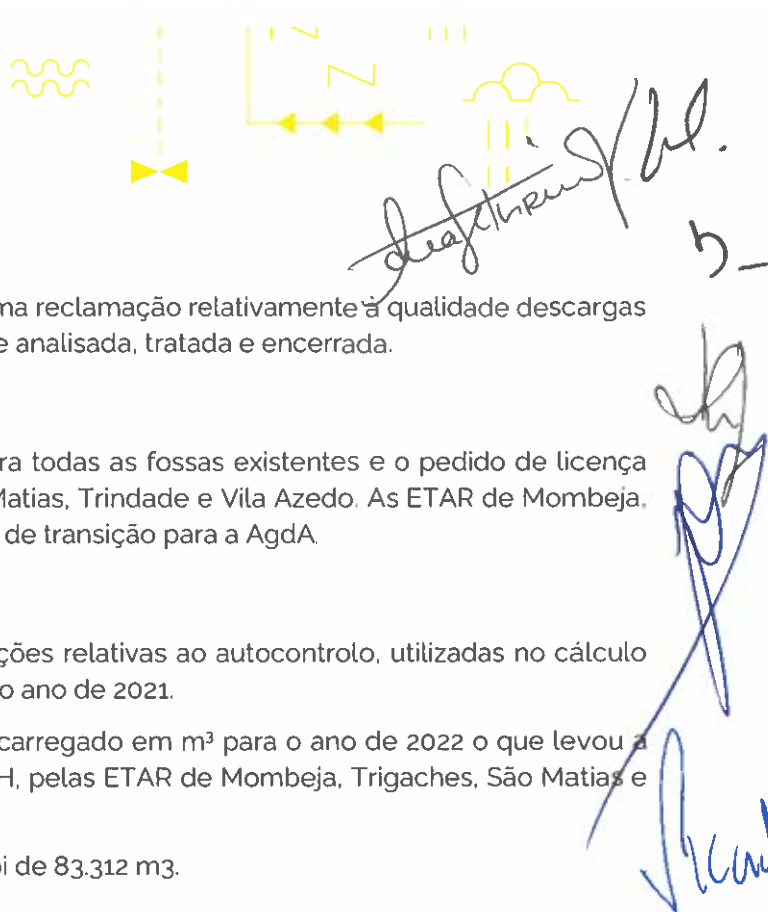 ma reclamação relativamente à qualidade descargas
e analisada, tratada e encerrada.
ra todas as fossas existentes e o pedido de licença
Matias, Trindade e Vila Azedo. As ETAR de Mombeja,
de transição para a AgdA.
ções relativas ao autocontrolo, utilizadas no cálculo
o ano de 2021.
carregado em m³ para o ano de 2022 o que levou a
H, pelas ETAR de Mombeja, Trigaches, São Matias e
oi de 83.312 m3.